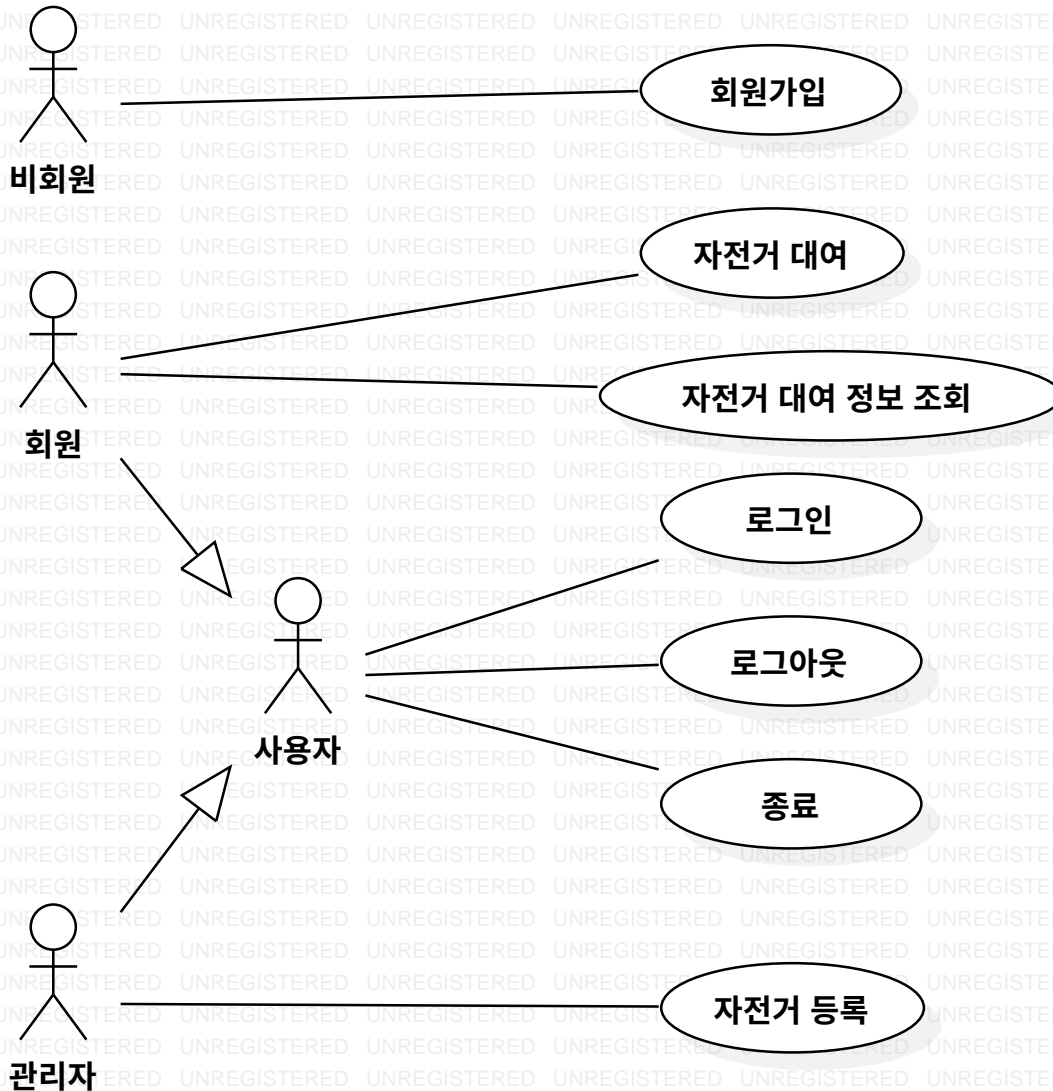 회원가입
비회원
자전거 대여
자전거 대여 정보 조회
회원
로그인
로그아웃
사용자
종료
자전거 등록
관리자
UNREGISTERED